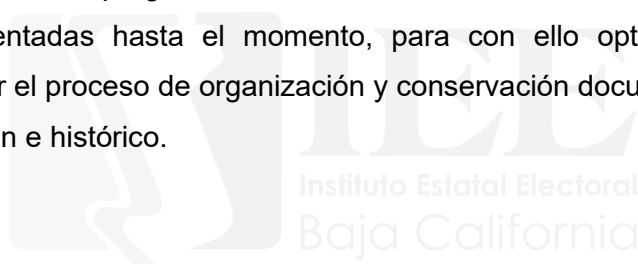 entadas hasta el momento, para con ello opt
r el proceso de organización y conservación docu
n e histórico.
IEE
Instituto Estatal Electoral
Baja California